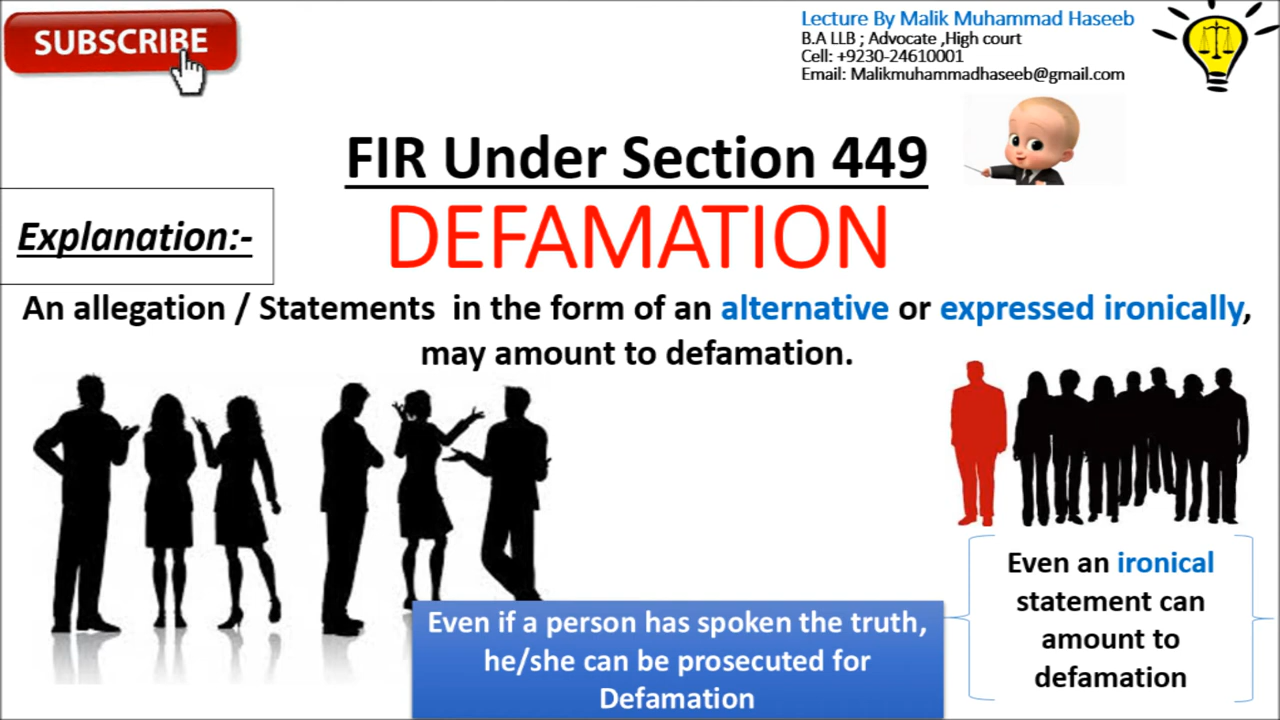 SUBSCRIBE
Lecture By Malik Muhammad Haseeb
B.A LLB ; Advocate ,High court
Cell: +9230-24610001
Email: Malikmuhammadhaseeb@gmail.com
FIR Under Section 449
DEFAMATION
Explanation:-
An allegation / Statements in the form of an alternative or expressed ironically,
may amount to defamation.
Even if a person has spoken the truth,
he/she can be prosecuted for
Defamation
Even an ironical
statement can
amount to
defamation